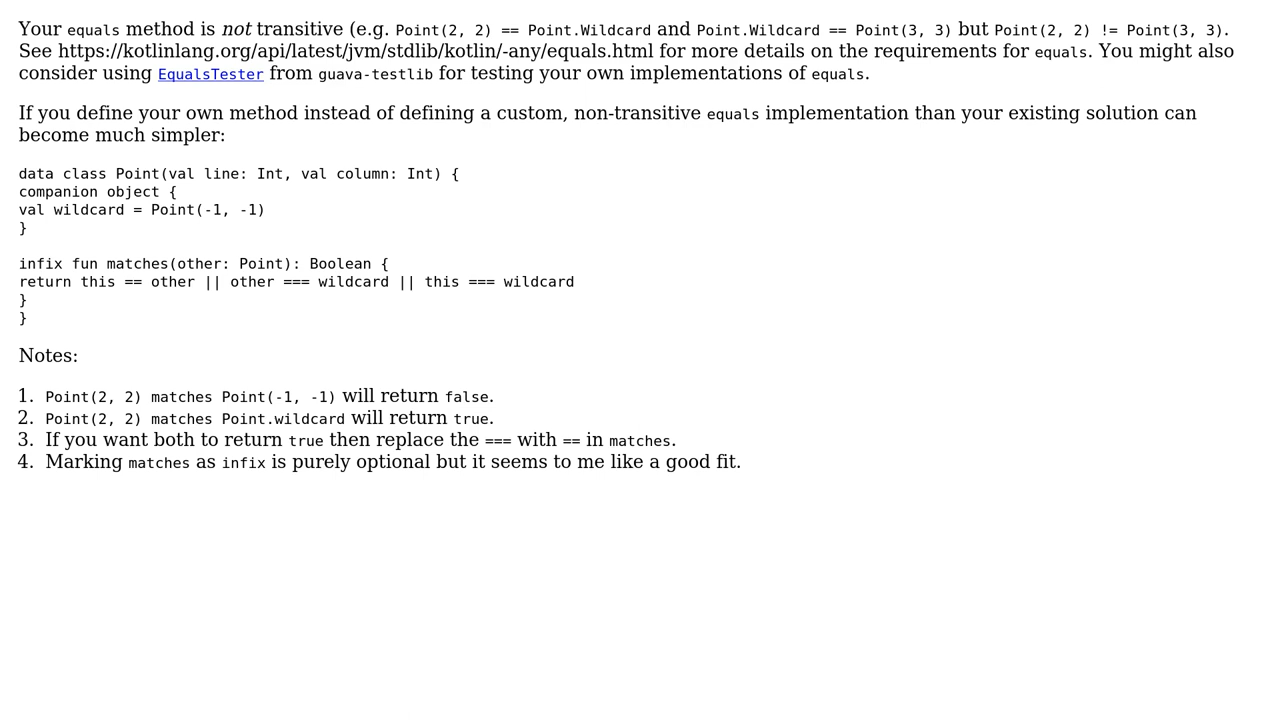 Your equals method is not transitive (e.g. Point(2, 2) == Point.Wildcard and Point.Wildcard == Point(3, 3) but Point(2, 2) != Point(3, 3).
See https://kotlinlang.org/api/latest/jvm/stdlib/kotlin/-any/equals.html for more details on the requirements for equals. You might also
consider using EqualsTester from guava-testlib for testing your own implementations of equals.
If you define your own method instead of defining a custom, non-transitive equals implementation than your existing solution can
become much simpler:
data class Point(val line: Int, val column: Int) {
companion object {
val wildcard = Point(-1, -1)
}
infix fun matches(other: Point): Boolean {
return this == other || other === wildcard || this === wildcard
}
}
Notes:
1. Point(2, 2) matches Point(-1, -1) will return false.
2. Point(2, 2) matches Point.wildcard will return true.
3. If you want both to return true then replace the === with == in matches.
4. Marking matches as infix is purely optional but it seems to me like a good fit.